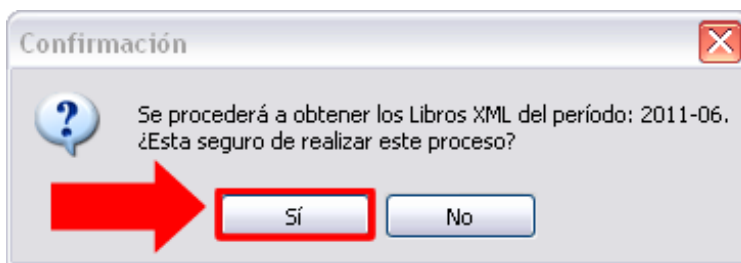 Confirmación
Se procederá a obtener los Libros XML del período: 2011-06.
¿Esta seguro de realizar este proceso?
Sí
No